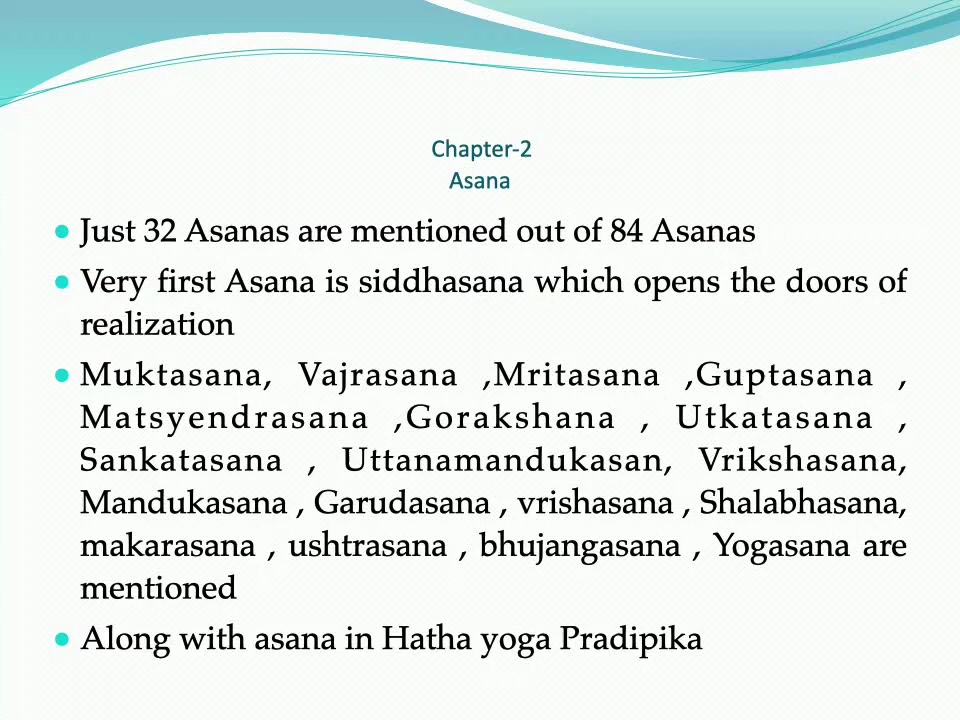 Chapter-2
Asana
• Just 32 Asanas are mentioned out of 84 Asanas
• Very first Asana is siddhasana which opens the doors of
realization
• Muktasana, Vajrasana ,Mritasana ,Guptasana ,
Matsyendrasana ,Gorakshana , Utkatasana ,
Sankatasana , Uttanamandukasan, Vrikshasana,
Mandukasana , Garudasana , vrishasana , Shalabhasana,
makarasana , ushtrasana , bhujangasana , Yogasana are
mentioned
• Along with asana in Hatha yoga Pradipika